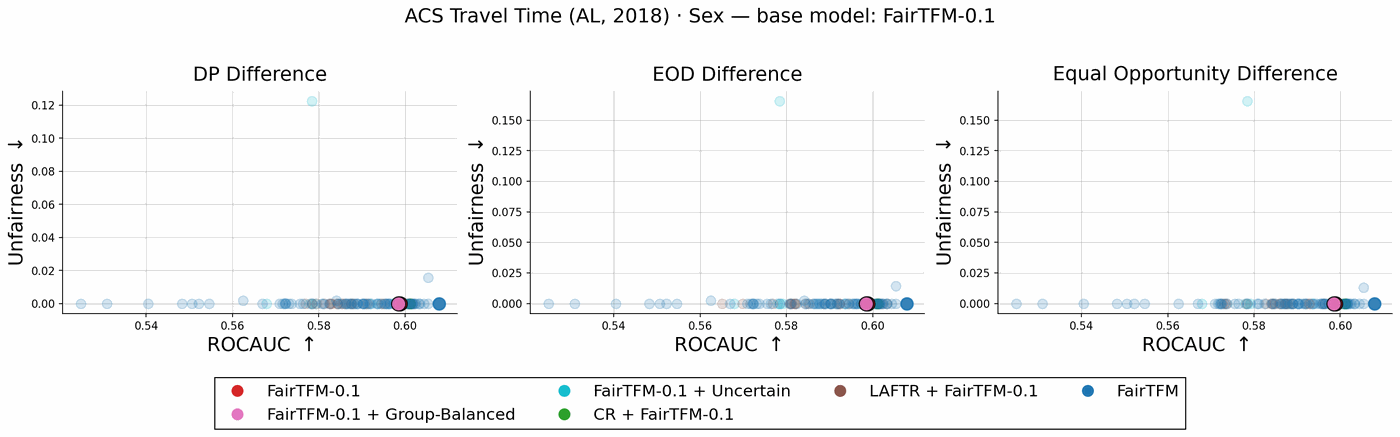 ACS Travel Time (AL, 2018) · Sex — base model: FairTFM-0.1
DP Difference
Unfairness ↓
0.12
0.10
0.08
0.06
0.04
0.02
0.00
0.54
0.56
0.58
0.60
ROCAUC ↑
EOD Difference
Unfairness ↓
0.150
0.125
0.100
0.075
0.050
0.025
0.000
0.54
0.56
0.58
0.60
ROCAUC ↑
Equal Opportunity Difference
Unfairness ↓
0.150
0.125
0.100
0.075
0.050
0.025
0.000
0.54
0.56
0.58
0.60
ROCAUC ↑
FairTFM-0.1
FairTFM-0.1 + Group-Balanced
FairTFM-0.1 + Uncertain
CR + FairTFM-0.1
LAFTR + FairTFM-0.1
FairTFM